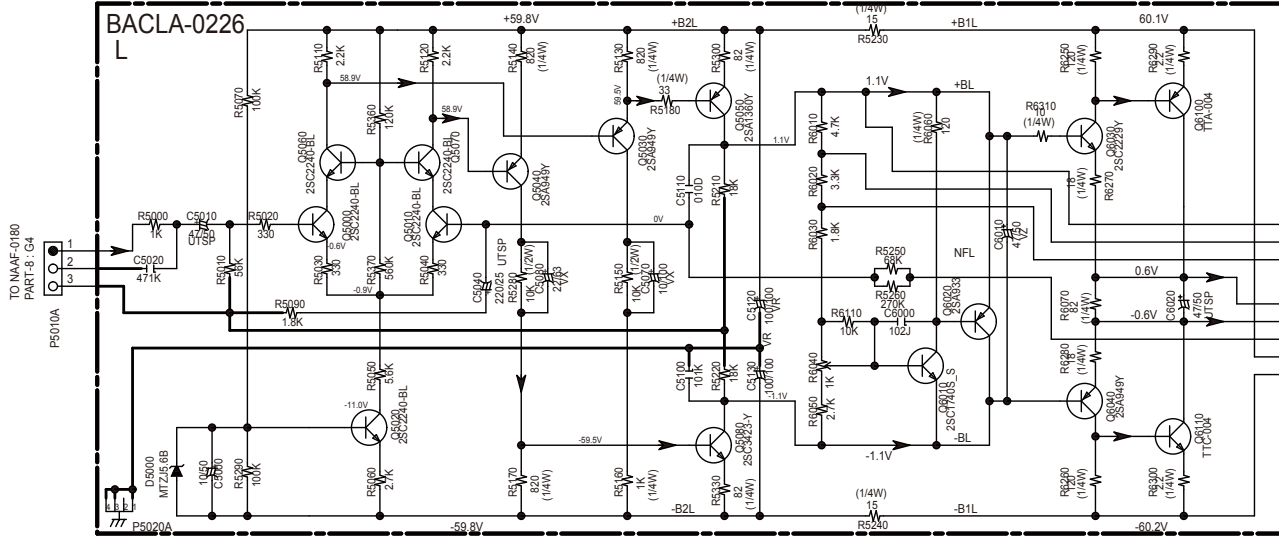 BACLA-0226
L
+59.8V
+B2L
(1/4W)
15
R5230
+B1L
60.1V
R5110
2.2K
R5120
2.2K
R5140
820
(1/4W)
R5130
820
(1/4W)
R5300
82
(1/4W)
R6250
120
(1/4W)
R6290
2.2
(1/4W)
58.9V
58.9V
59.5V
(1/4W)
33
R5180
1.1V
+BL
R5070
100K
R5360
120K
Q5050
2SA1360Y
R6010
4.7K
(1/4W)
R6060
120
R6310
10
(1/4W)
Q6100
TTA-004
Q5060
2SC2240-BL
2SC2240-BL
Q5070
Q5030
2SA949Y
Q6030
2SC2229Y
1.1V
Q5040
2SA949Y
C5110
010D
R5210
18K
R6020
3.3K
18
(1/4W)
R6270
TO NAAF-0180
PART-8 : G4
1
2
3
P5010A
R5000
1K
C5010
47/50
UTSP
R5020
330
C5020
471K
R5010
56K
Q5000
2SC2240-BL
Q5010
2SC2240-BL
0V
R6030
1.8K
-0.6V
R5030
330
R5370
560K
R5040
330
-0.9V
C5040
220/25
UTSP
R5280
10K
(1/2W)
C5080
22/63
VX
R5150
10K
(1/2W)
C5070
10/100
VX
R5250
68K
R5260
270K
C6010
47/50
VZ
NFL
0.6V
R5090
1.8K
C5120
100/100
VR
R6110
10K
C6000
102J
Q6020
2SA933
R6070
82
(1/4W)
C6020
47/50
UTSP
-0.6V
R5050
5.6K
C5100
101K
R5220
18K
VR
C5130
100/100
R6040
1K
R6280
18
(1/4W)
R6050
2.7K
Q6010
2SC1740S_S
-11.0V
Q5020
2SC2240-BL
-1.1V
Q6040
2SA949Y
-59.5V
Q5080
2SC3423-Y
-1.1V
-BL
Q6110
TTC-004
D5000
MTZJ5.6B
10/50
C5060
R5290
100K
R5060
2.7K
R5170
820
(1/4W)
R5160
1K
(1/4W)
R5330
82
(1/4W)
R6260
120
(1/4W)
R6300
2.2
(1/4W)
(1/4W)
15
R5240
4 3 2 1
P5020A
-59.8V
-B2L
-B1L
-60.2V